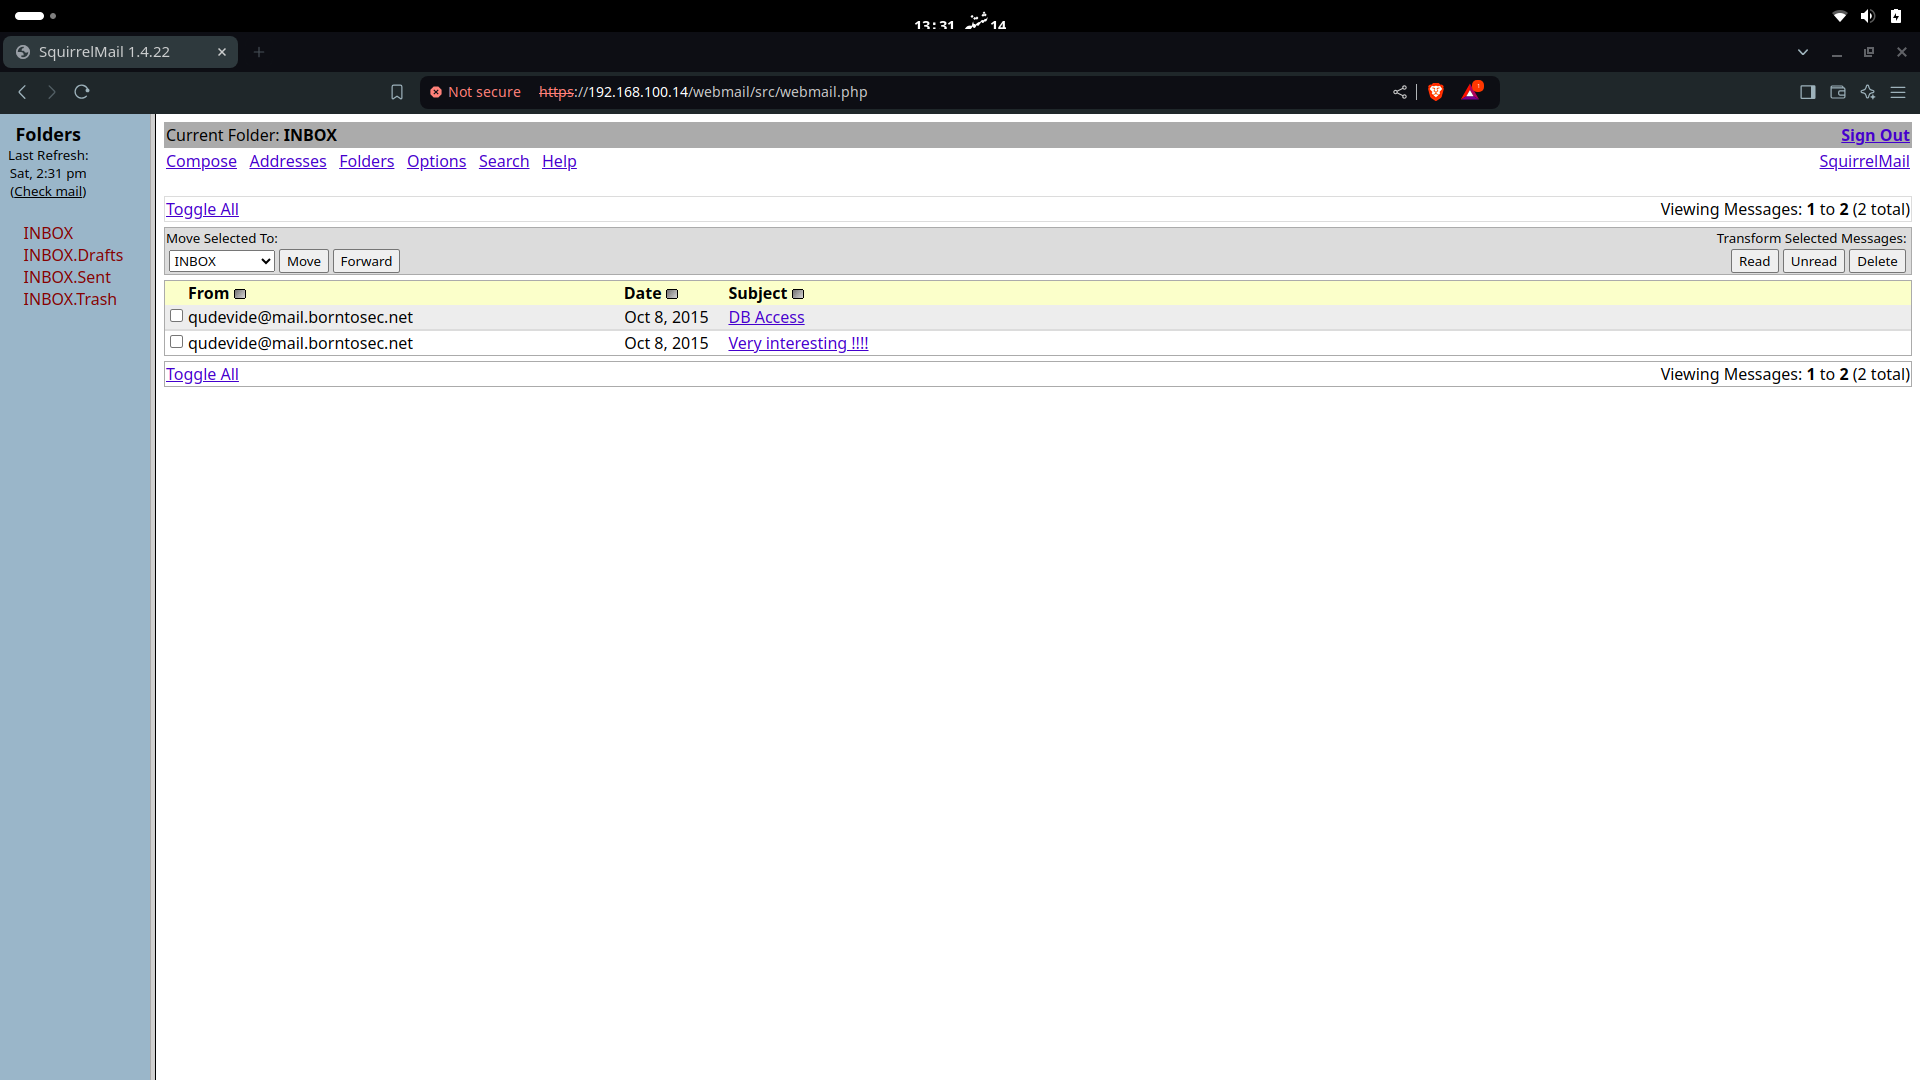 13:31 14
SquirrelMail 1.4.22
Not secure https://192.168.100.14/webmail/src/webmail.php
Folders
Last Refresh:
Sat, 2:31 pm
(Check mail)
INBOX
INBOX.Drafts
INBOX.Sent
INBOX.Trash
Current Folder: INBOX Sign Out
Compose Addresses Folders Options Search Help SquirrelMail
Toggle All Viewing Messages: 1 to 2 (2 total)
Move Selected To: Transform Selected Messages:
INBOX Move Forward Read Unread Delete
From Date Subject
qudevide@mail.borntosec.net Oct 8, 2015 DB Access
qudevide@mail.borntosec.net Oct 8, 2015 Very interesting !!!!
Toggle All Viewing Messages: 1 to 2 (2 total)